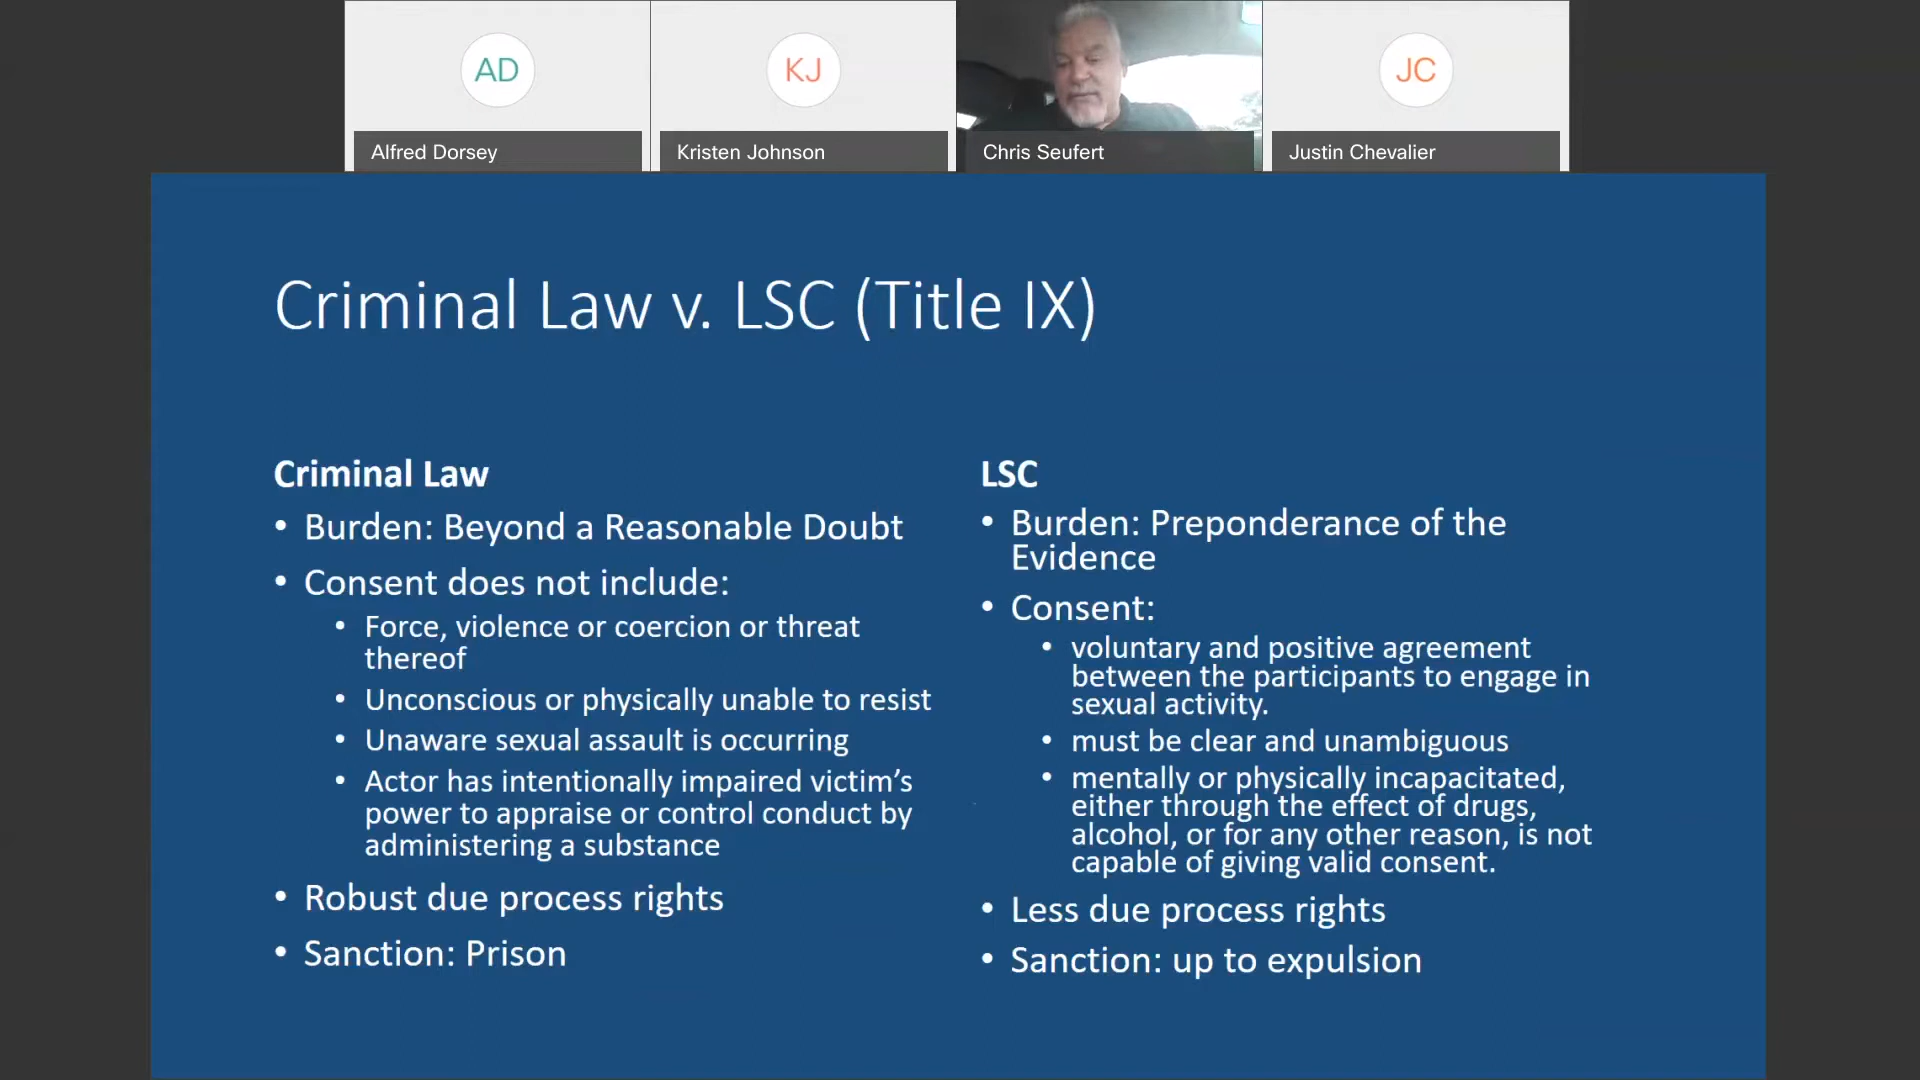 AD
KJ
JC
Alfred Dorsey
Kristen Johnson
Chris Seufert
Justin Chevalier
Criminal Law v. LSC (Title IX)
Criminal Law
• Burden: Beyond a Reasonable Doubt
• Consent does not include:
• Force, violence or coercion or threat
thereof
• Unconscious or physically unable to resist
• Unaware sexual assault is occurring
• Actor has intentionally impaired victim’s
power to appraise or control conduct by
administering a substance
• Robust due process rights
• Sanction: Prison
LSC
• Burden: Preponderance of the
Evidence
• Consent:
• voluntary and positive agreement
between the participants to engage in
sexual activity.
• must be clear and unambiguous
• mentally or physically incapacitated,
either through the effect of drugs,
alcohol, or for any other reason, is not
capable of giving valid consent.
• Less due process rights
• Sanction: up to expulsion